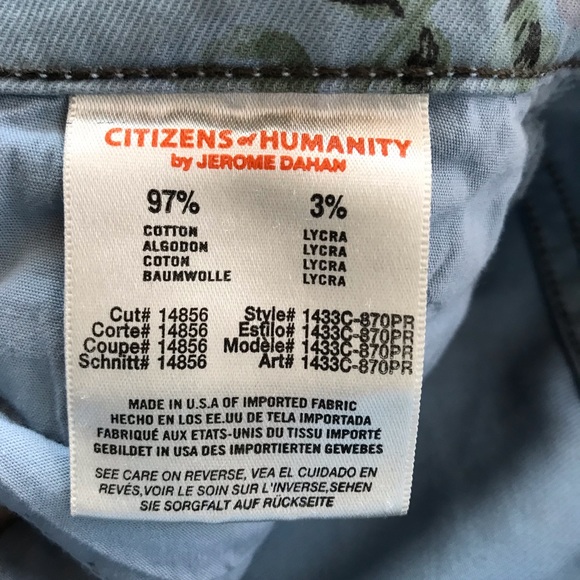 CITIZENS of HUMANITY
by JEROME DAHAN
97% 3%
COTTON LYCRA
ALGODON LYCRA
COTON LYCRA
BAUMWOLLE LYCRA
Cut# 14856 Style# 1433C-870PR
Corte# 14856 Estilo# 1433C-870PR
Coupe# 14856 Modèle# 1433C-870PR
Schnitt# 14856 Art# 1433C-870PR
MADE IN U.S.A OF IMPORTED FABRIC
HECHO EN LOS EE.UU DE TELA IMPORTADA
FABRIQUÉ AUX ETATS-UNIS DU TISSU IMPORTÉ
GEBILDET IN USA DES IMPORTIERTEN GEWEBES
SEE CARE ON REVERSE, VEA EL CUIDADO EN
REVÉS,VOIR LE SOIN SUR L'INVERSE,SEHEN
SIE SORGFALT AUF RÜCKSEITE